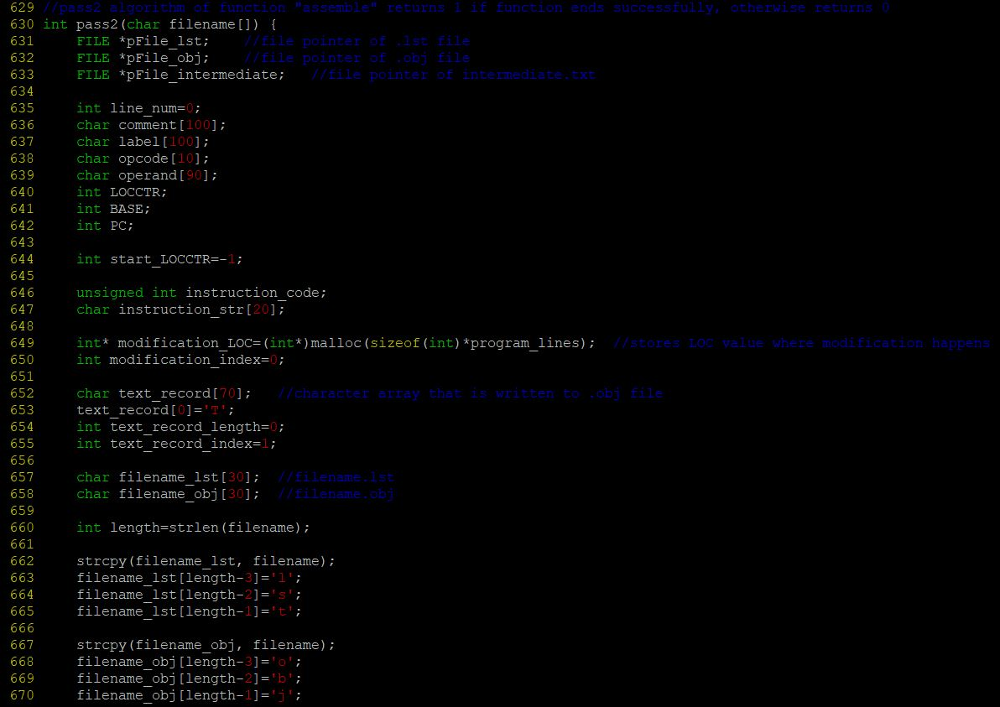 629 //pass2 algorithm of function "assemble" returns 1 if function ends successfully, otherwise returns 0
630 int pass2(char filename[]) {
631     FILE *pFile_lst;    //file pointer of .lst file
632     FILE *pFile_obj;    //file pointer of .obj file
633     FILE *pFile_intermediate;   //file pointer of intermediate.txt
634
635     int line_num=0;
636     char comment[100];
637     char label[100];
638     char opcode[10];
639     char operand[90];
640     int LOCCTR;
641     int BASE;
642     int PC;
643
644     int start_LOCCTR=-1;
645
646     unsigned int instruction_code;
647     char instruction_str[20];
648
649     int* modification_LOC=(int*)malloc(sizeof(int)*program_lines);  //stores LOC value where modification happens
650     int modification_index=0;
651
652     char text_record[70];   //character array that is written to .obj file
653     text_record[0]='T';
654     int text_record_length=0;
655     int text_record_index=1;
656
657     char filename_lst[30];  //filename.lst
658     char filename_obj[30];  //filename.obj
659
660     int length=strlen(filename);
661
662     strcpy(filename_lst, filename);
663     filename_lst[length-3]='l';
664     filename_lst[length-2]='s';
665     filename_lst[length-1]='t';
666
667     strcpy(filename_obj, filename);
668     filename_obj[length-3]='o';
669     filename_obj[length-2]='b';
670     filename_obj[length-1]='j';